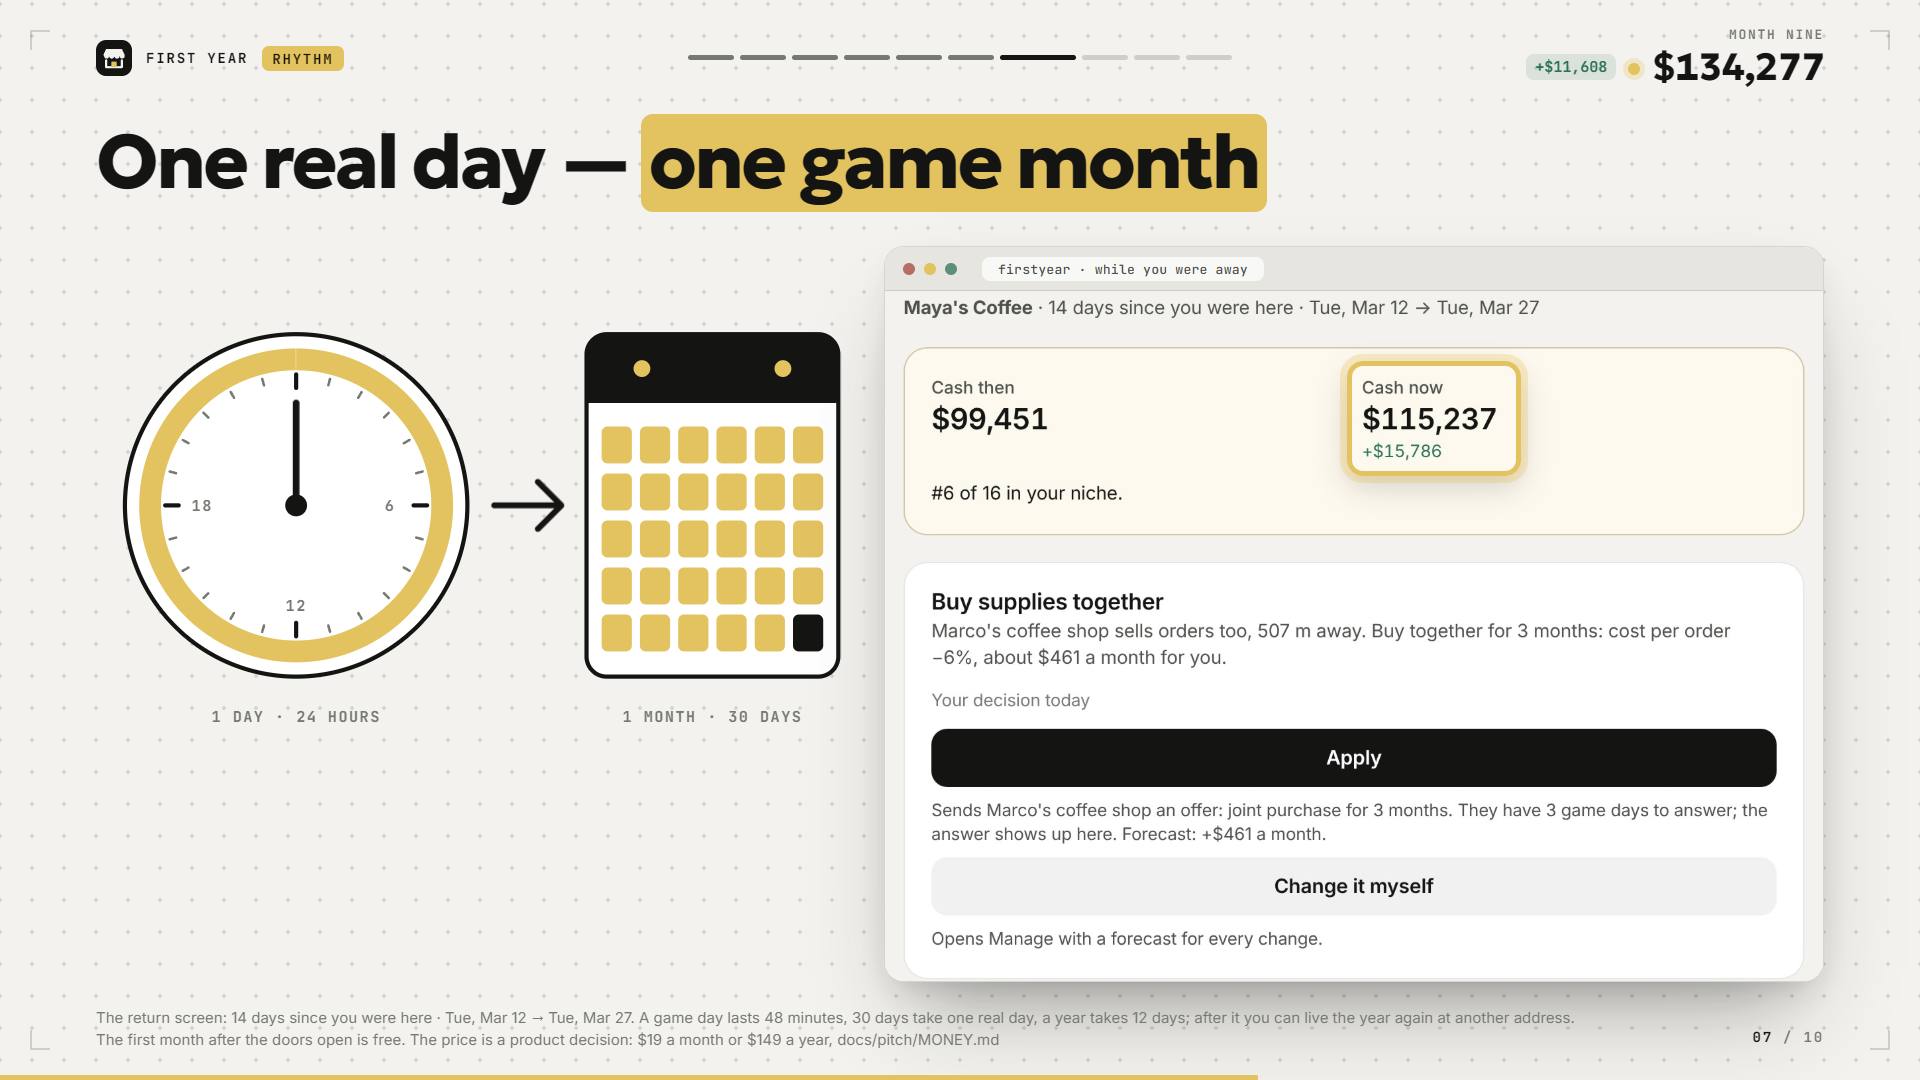 FIRST YEAR
RHYTHM
MONTH NINE
+$11,608
$134,277
One real day — one game month
18
6
12
1 DAY · 24 HOURS
1 MONTH · 30 DAYS
firstyear · while you were away
Maya's Coffee · 14 days since you were here · Tue, Mar 12 → Tue, Mar 27
Cash then
$99,451
Cash now
$115,237
+$15,786
#6 of 16 in your niche.
Buy supplies together
Marco's coffee shop sells orders too, 507 m away. Buy together for 3 months: cost per order
−6%, about $461 a month for you.
Your decision today
Apply
Sends Marco's coffee shop an offer: joint purchase for 3 months. They have 3 game days to answer; the
answer shows up here. Forecast: +$461 a month.
Change it myself
Opens Manage with a forecast for every change.
The return screen: 14 days since you were here · Tue, Mar 12 → Tue, Mar 27. A game day lasts 48 minutes, 30 days take one real day, a year takes 12 days; after it you can live the year again at another address.
The first month after the doors open is free. The price is a product decision: $19 a month or $149 a year, docs/pitch/MONEY.md
07 / 10